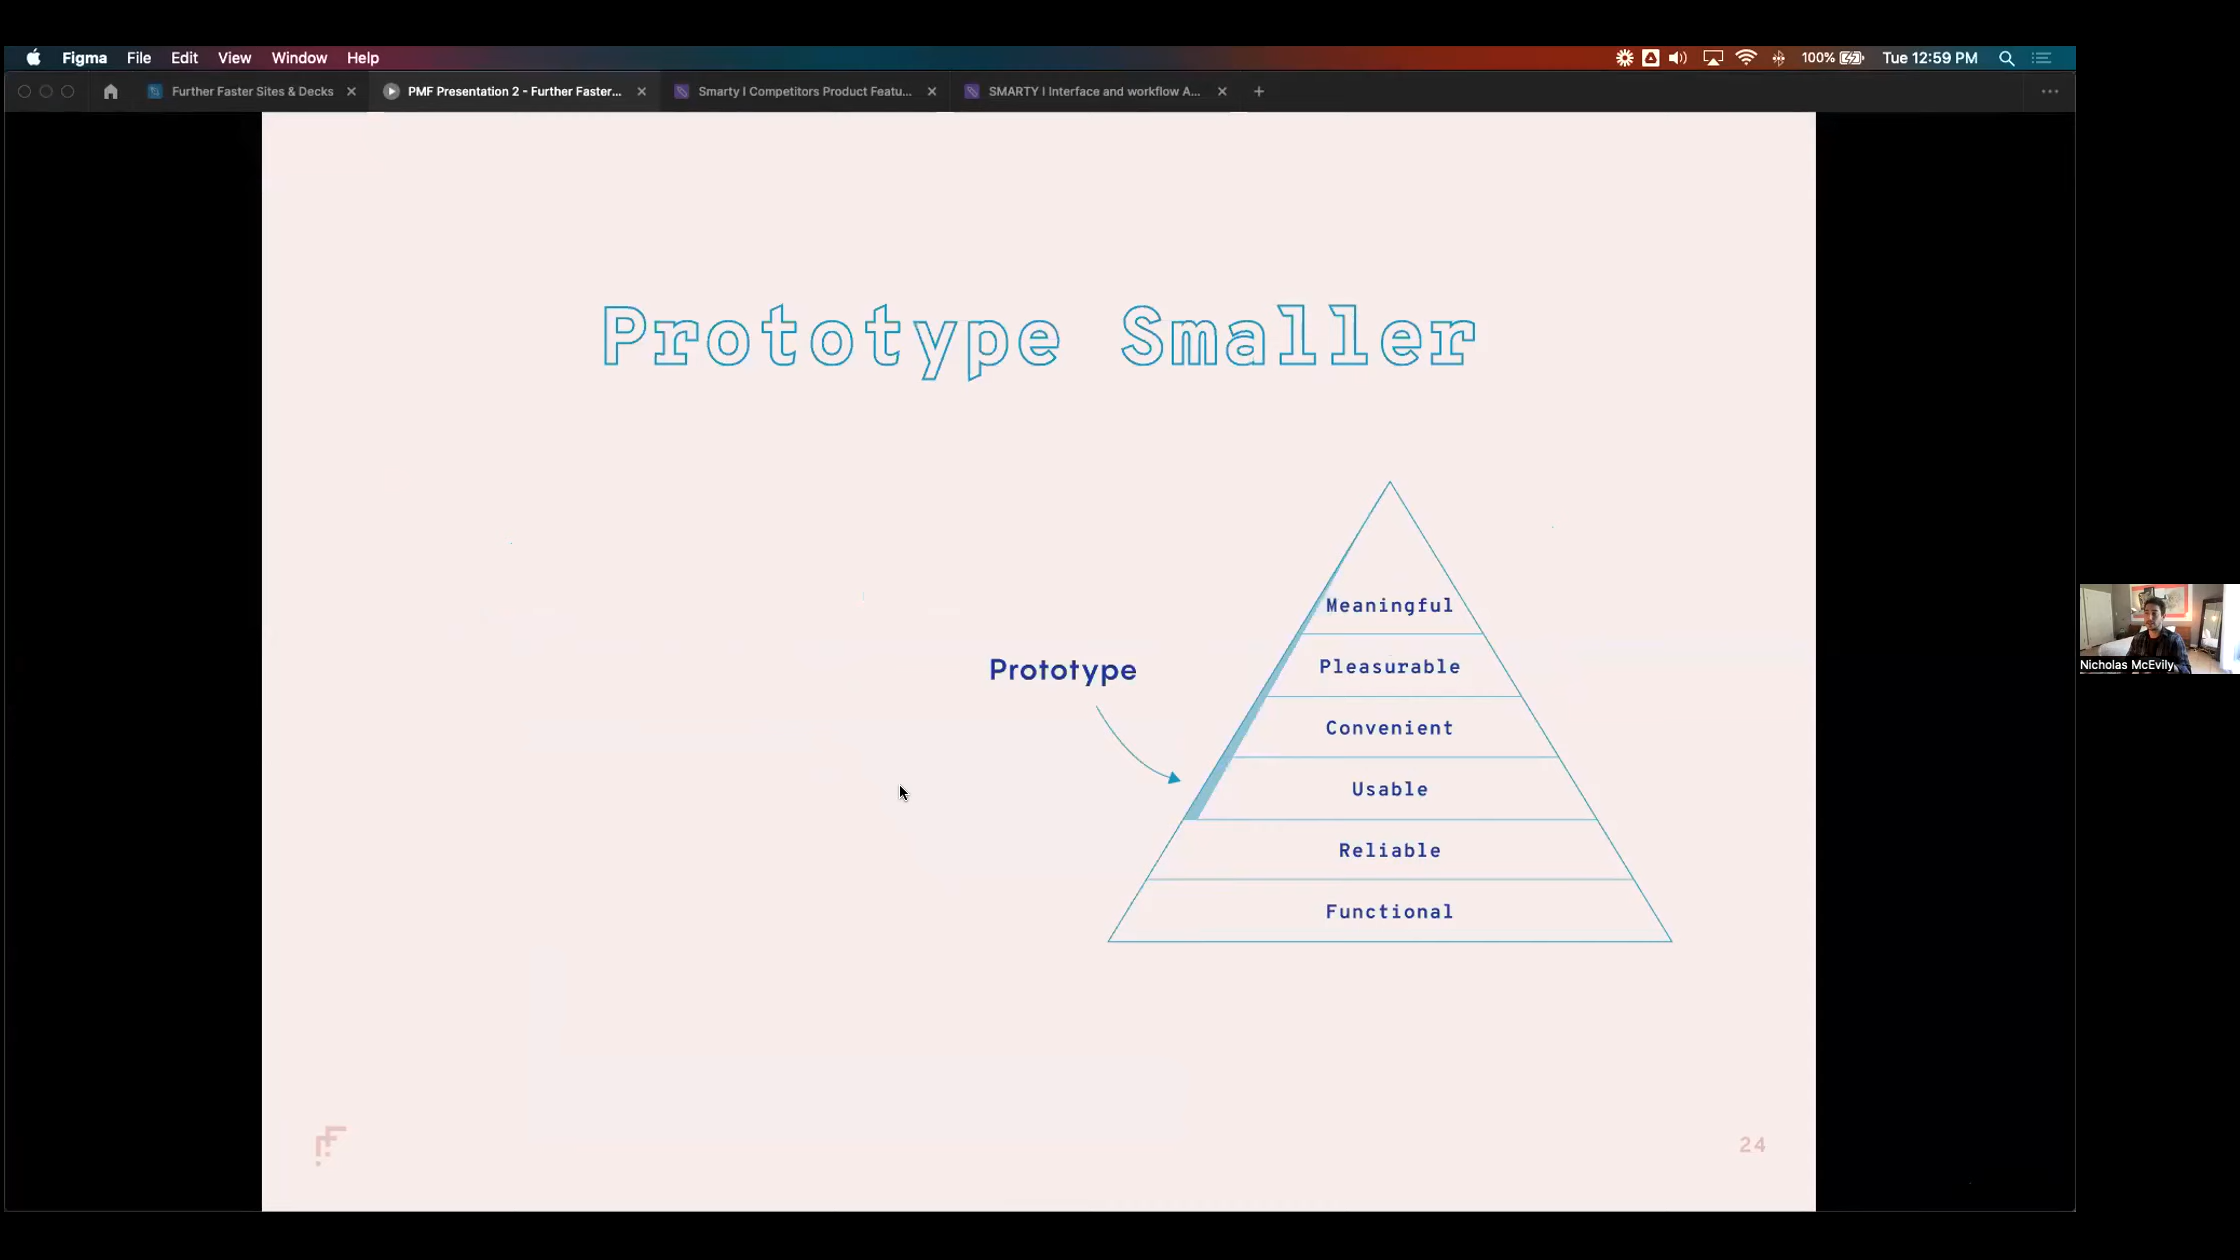 Figma File Edit View Window Help 100% Tue 12:59 PM
Further Faster Sites & Decks PMF Presentation 2 - Further Faster... Smarty I Competitors Product Featu... SMARTY I Interface and workflow A...
Prototype Smaller
Meaningful
Prototype
Pleasurable
Convenient
Usable
Reliable
Functional
Nicholas McEvily
24